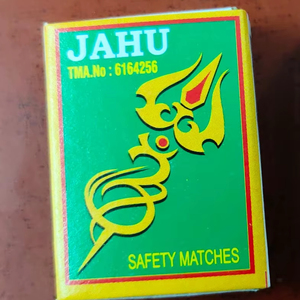 JAHU
TMA.No : 6164256
SAFETY MATCHES